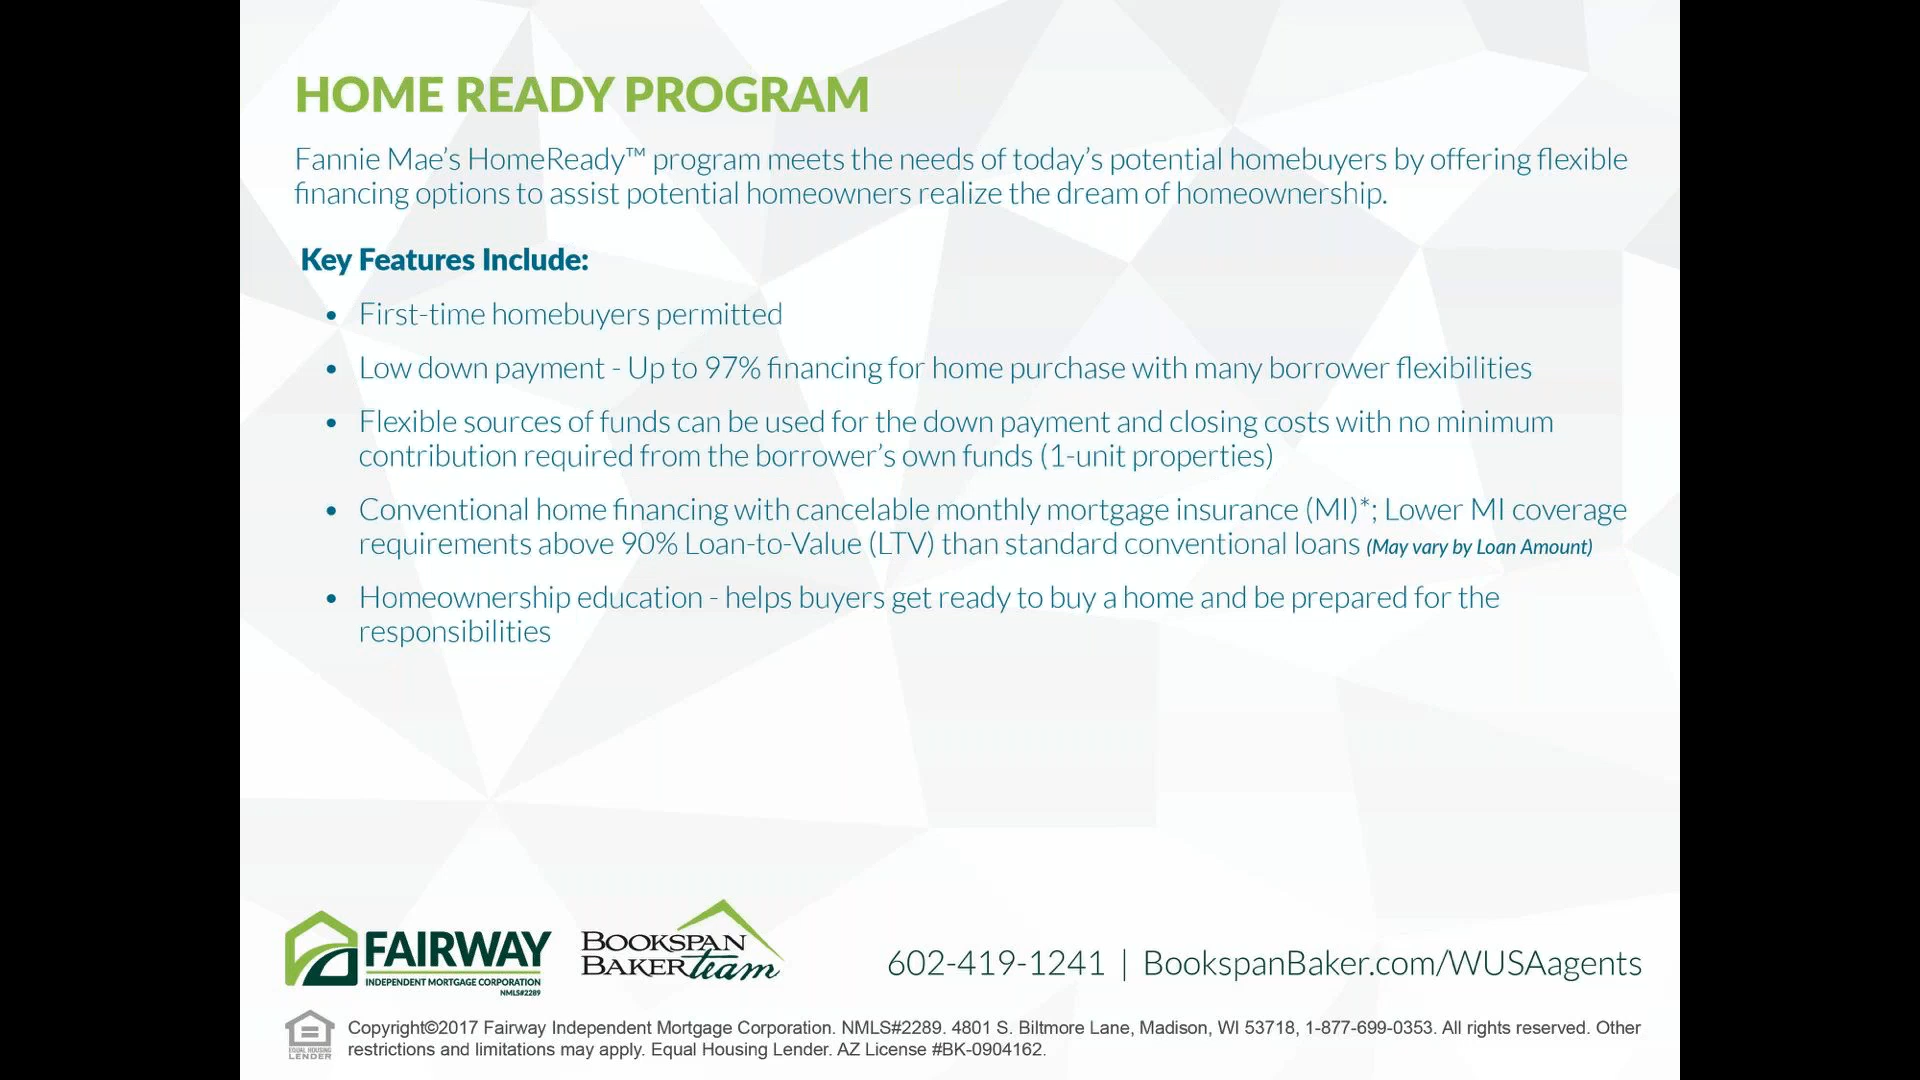 HOME READY PROGRAM
Fannie Mae’s HomeReady™ program meets the needs of today’s potential homebuyers by offering flexible
financing options to assist potential homeowners realize the dream of homeownership.
Key Features Include:
• First-time homebuyers permitted
• Low down payment - Up to 97% financing for home purchase with many borrower flexibilities
• Flexible sources of funds can be used for the down payment and closing costs with no minimum
contribution required from the borrower’s own funds (1-unit properties)
• Conventional home financing with cancelable monthly mortgage insurance (MI)*; Lower MI coverage
requirements above 90% Loan-to-Value (LTV) than standard conventional loans (May vary by Loan Amount)
• Homeownership education - helps buyers get ready to buy a home and be prepared for the
responsibilities
FAIRWAY
INDEPENDENT MORTGAGE CORPORATION
NMLS#2289
BOOKSPAN
BAKER team
602-419-1241 | BookspanBaker.com/WUSAagents
EQUAL HOUSING
LENDER
Copyright©2017 Fairway Independent Mortgage Corporation. NMLS#2289. 4801 S. Biltmore Lane, Madison, WI 53718, 1-877-699-0353. All rights reserved. Other
restrictions and limitations may apply. Equal Housing Lender. AZ License #BK-0904162.